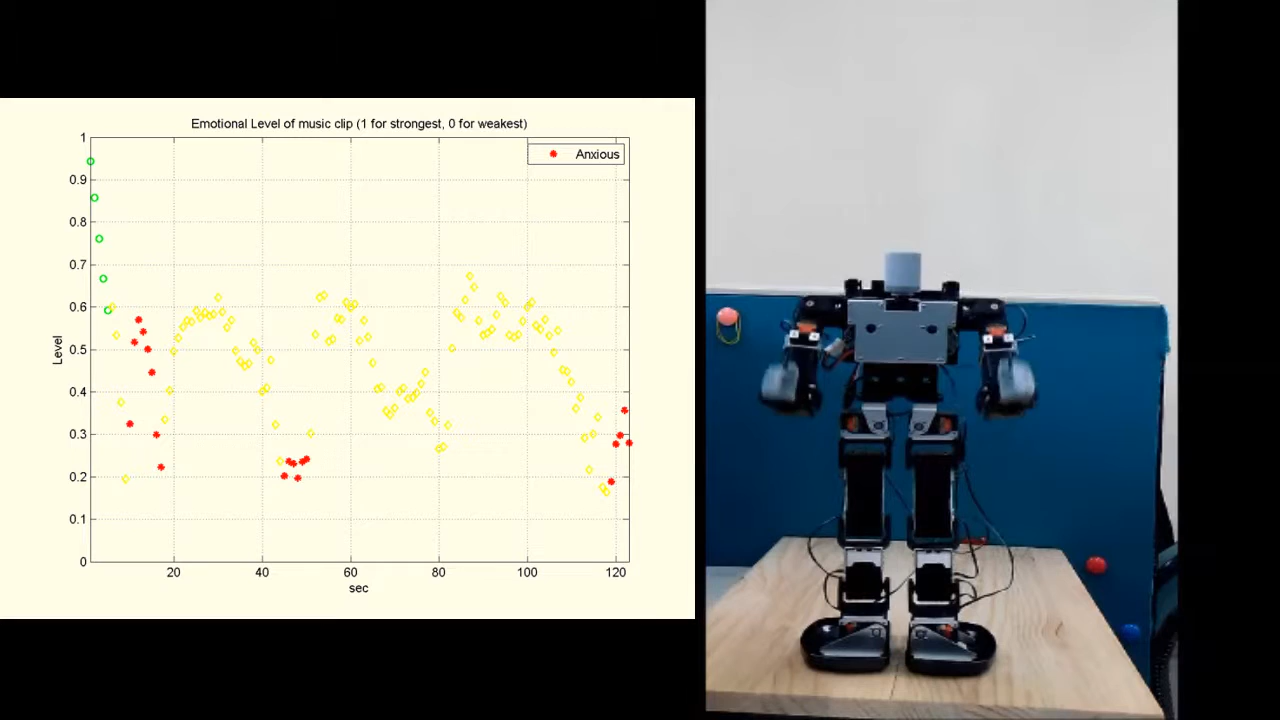 Emotional Level of music clip (1 for strongest, 0 for weakest)
Anxious
1
0.9
0.8
0.7
0.6
0.5
0.4
0.3
0.2
0.1
0
Level
20 40 60 80 100 120
sec